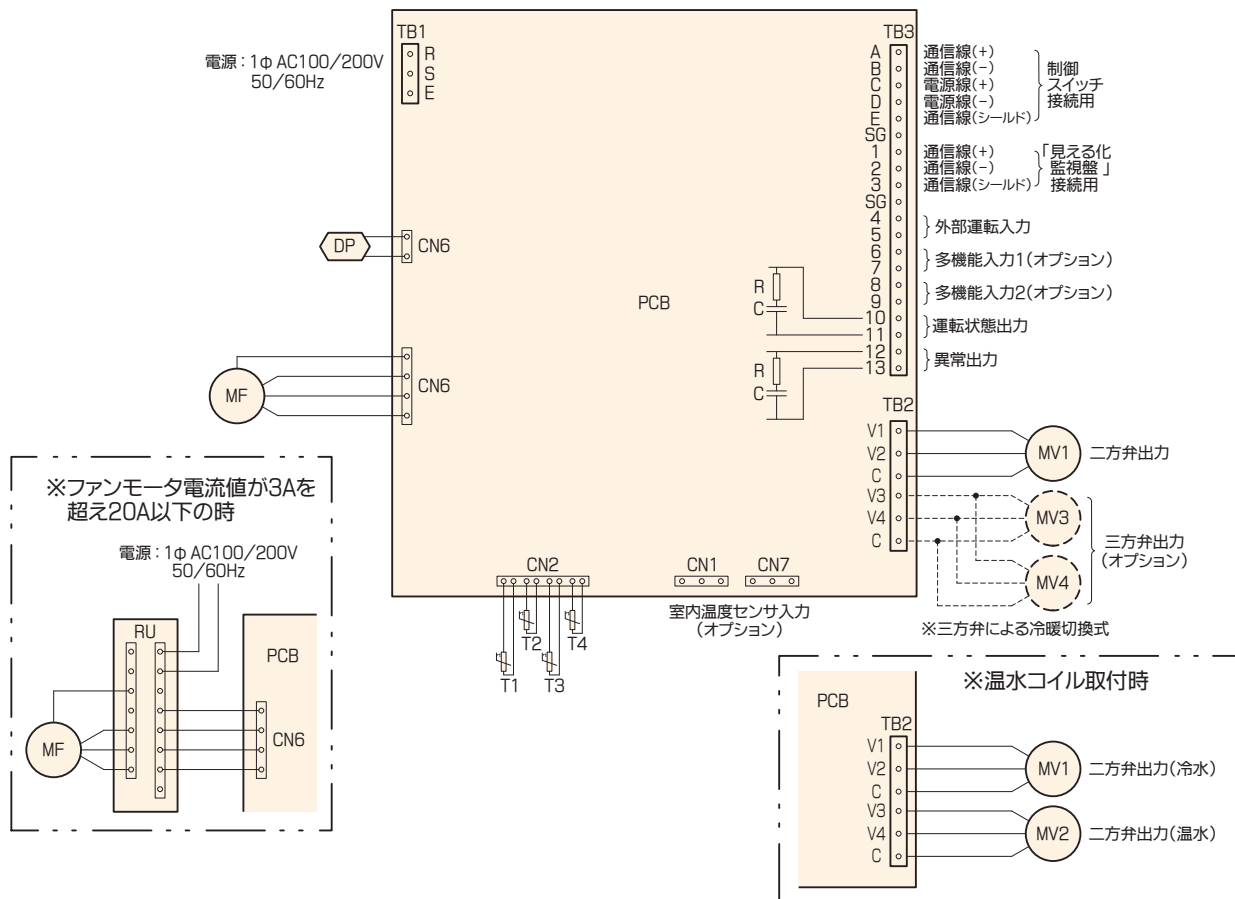 TB1
R
S
E
電源：1φ AC100/200V
50/60Hz
DP
CN6
MF
CN6
PCB
R
C
R
C
TB3
A 通信線(+)
B 通信線(-)
C 電源線(+)
D 電源線(-)
E 通信線(シールド)
制御
スイッチ
接続用
SG
1 通信線(+)
2 通信線(-)
3 通信線(シールド)
「見える化
監視盤」
接続用
SG
4
5
外部運転入力
6
7
多機能入力1(オプション)
8
9
多機能入力2(オプション)
10
11
運転状態出力
12
13
異常出力
TB2
V1
V2
C
MV1 二方弁出力
V3
V4
C
MV3
MV4
三方弁出力
(オプション)
※三方弁による冷暖切換式
CN2
T1
T2
T3
T4
CN1
CN7
室内温度センサ入力
(オプション)
※ファンモータ電流値が3Aを
超え20A以下の時
電源：1φ AC100/200V
50/60Hz
RU
PCB
MF
CN6
※温水コイル取付時
PCB
TB2
V1
V2
C
MV1 二方弁出力(冷水)
V3
V4
C
MV2 二方弁出力(温水)